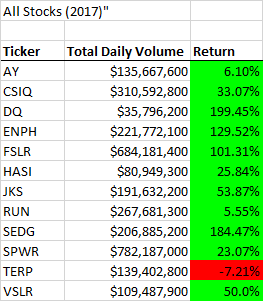 All Stocks (2017)"
Ticker Total Daily Volume Return
AY $135,667,600 6.10%
CSIQ $310,592,800 33.07%
DQ $35,796,200 199.45%
ENPH $221,772,100 129.52%
FSLR $684,181,400 101.31%
HASI $80,949,300 25.84%
JKS $191,632,200 53.87%
RUN $267,681,300 5.55%
SEDG $206,885,200 184.47%
SPWR $782,187,000 23.07%
TERP $139,402,800 -7.21%
VSLR $109,487,900 50.0%